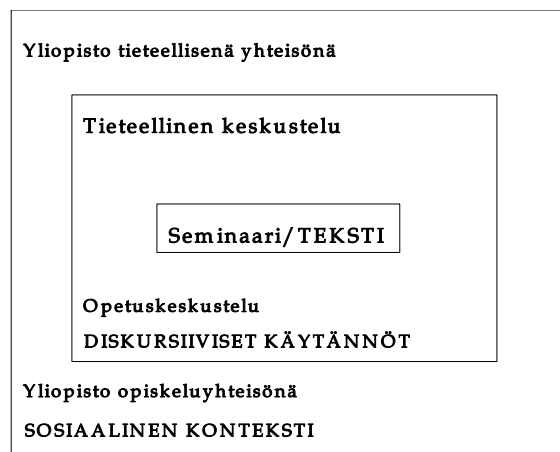 Yliopisto tieteellisenä yhteisönä
Tieteellinen keskustelu
Seminaari/TEKSTI
Opetuskeskustelu
DISKURSIIVISET KÄYTÄNNÖT
Yliopisto opiskeluyhteisönä
SOSIAALINEN KONTEKSTI